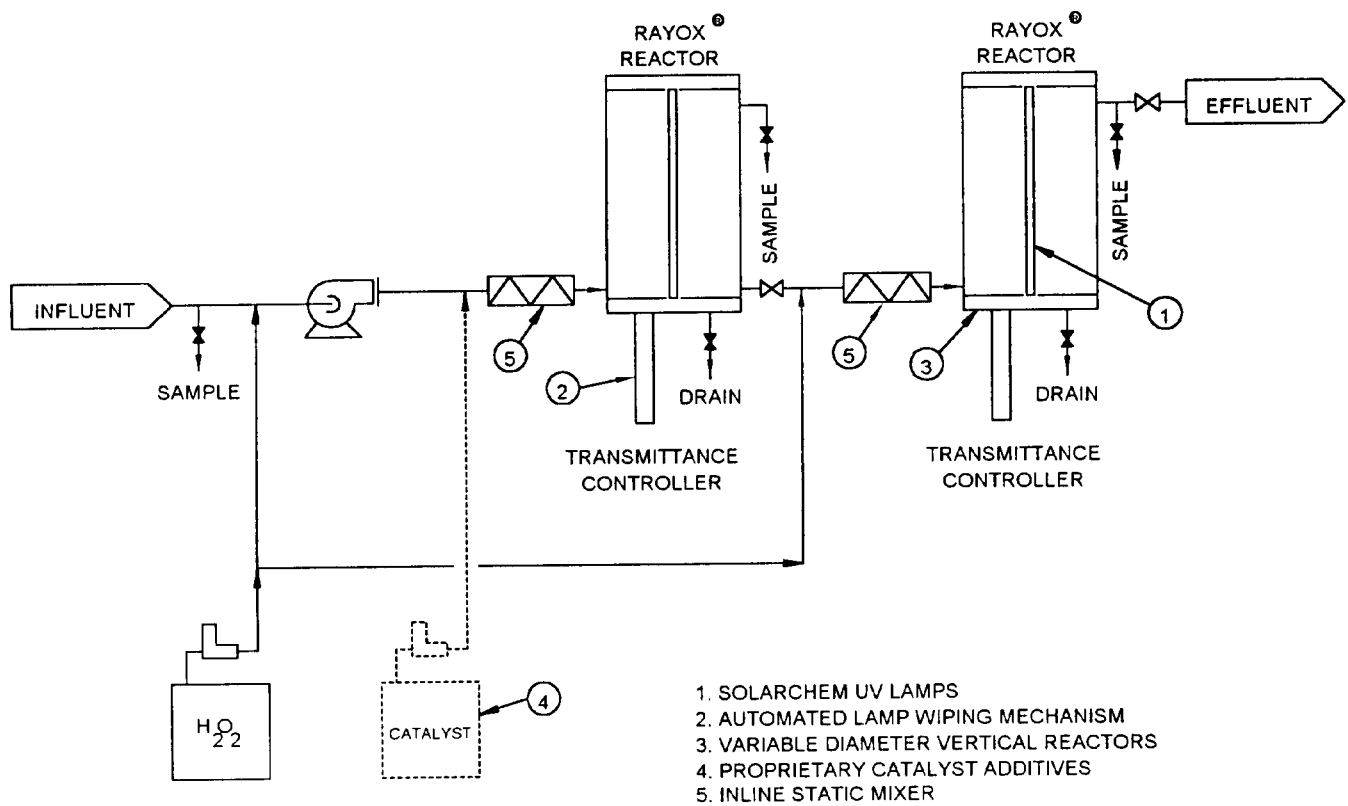 RAYOX ®
REACTOR
RAYOX ®
REACTOR
EFFLUENT
SAMPLE
SAMPLE
INFLUENT
SAMPLE
5
2
DRAIN
5
3
DRAIN
1
TRANSMITTANCE
CONTROLLER
TRANSMITTANCE
CONTROLLER
H2O2
CATALYST
4
1. SOLARCHEM UV LAMPS
2. AUTOMATED LAMP WIPING MECHANISM
3. VARIABLE DIAMETER VERTICAL REACTORS
4. PROPRIETARY CATALYST ADDITIVES
5. INLINE STATIC MIXER